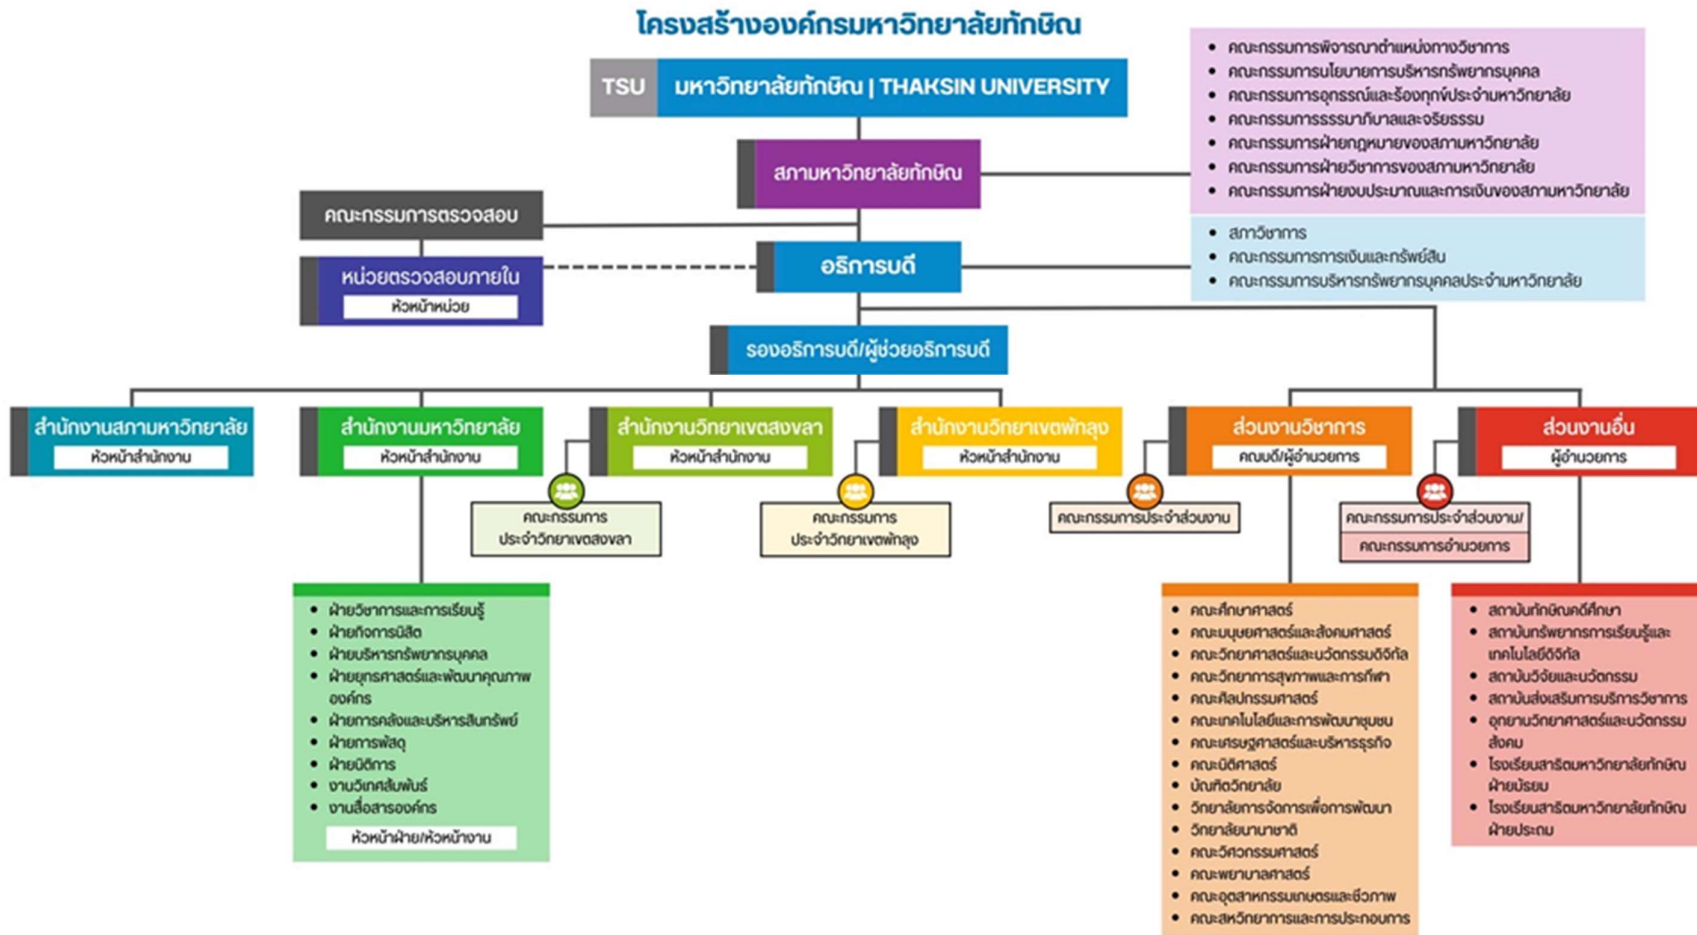 โครงสร้างองค์กรมหาวิทยาลัยทักษิณ
TSU มหาวิทยาลัยทักษิณ | THAKSIN UNIVERSITY
สภามหาวิทยาลัยทักษิณ
• คณะกรรมการพิจารณาตำแหน่งทางวิชาการ
• คณะกรรมการนโยบายการบริหารทรัพยากรบุคคล
• คณะกรรมการอุทธรณ์และร้องทุกข์ประจำมหาวิทยาลัย
• คณะกรรมการธรรมาภิบาลและจริยธรรม
• คณะกรรมการฝ่ายกฎหมายของสภามหาวิทยาลัย
• คณะกรรมการฝ่ายวิชาการของสภามหาวิทยาลัย
• คณะกรรมการฝ่ายงบประมาณและการเงินของสภามหาวิทยาลัย
คณะกรรมการตรวจสอบ
หน่วยตรวจสอบภายใน
หัวหน้าหน่วย
อธิการบดี
• สภาวิชาการ
• คณะกรรมการการเงินและทรัพย์สิน
• คณะกรรมการบริหารทรัพยากรบุคคลประจำมหาวิทยาลัย
รองอธิการบดี/ผู้ช่วยอธิการบดี
สำนักงานสภามหาวิทยาลัย
หัวหน้าสำนักงาน
สำนักงานมหาวิทยาลัย
หัวหน้าสำนักงาน
สำนักงานวิทยาเขตสงขลา
หัวหน้าสำนักงาน
สำนักงานวิทยาเขตพัทลุง
หัวหน้าสำนักงาน
ส่วนงานวิชาการ
คณบดี/ผู้อำนวยการ
ส่วนงานอื่น
ผู้อำนวยการ
คณะกรรมการ
ประจำวิทยาเขตสงขลา
คณะกรรมการ
ประจำวิทยาเขตพัทลุง
คณะกรรมการประจำส่วนงาน
คณะกรรมการประจำส่วนงาน/
คณะกรรมการอำนวยการ
• ฝ่ายวิชาการและการเรียนรู้
• ฝ่ายกิจการนิสิต
• ฝ่ายบริหารทรัพยากรบุคคล
• ฝ่ายยุทธศาสตร์และพัฒนาคุณภาพ
องค์กร
• ฝ่ายการคลังและบริหารสินทรัพย์
• ฝ่ายการพัสดุ
• ฝ่ายนิติการ
• งานวิเทศสัมพันธ์
• งานสื่อสารองค์กร
หัวหน้าฝ่าย/หัวหน้างาน
• คณะศึกษาศาสตร์
• คณะมนุษยศาสตร์และสังคมศาสตร์
• คณะวิทยาศาสตร์และนวัตกรรมดิจิทัล
• คณะวิทยาการสุขภาพและการกีฬา
• คณะศิลปกรรมศาสตร์
• คณะเทคโนโลยีและการพัฒนาชุมชน
• คณะเศรษฐศาสตร์และบริหารธุรกิจ
• คณะนิติศาสตร์
• บัณฑิตวิทยาลัย
• วิทยาลัยการจัดการเพื่อการพัฒนา
• วิทยาลัยนานาชาติ
• คณะวิศวกรรมศาสตร์
• คณะพยาบาลศาสตร์
• คณะอุตสาหกรรมเกษตรและชีวภาพ
• คณะสหวิทยาการและการประกอบการ
• สถาบันทักษิณคดีศึกษา
• สถาบันทรัพยากรการเรียนรู้และ
เทคโนโลยีดิจิทัล
• สถาบันวิจัยและนวัตกรรม
• สถาบันส่งเสริมการบริการวิชาการ
• อุทยานวิทยาศาสตร์และนวัตกรรม
สังคม
• โรงเรียนสาธิตมหาวิทยาลัยทักษิณ
ฝ่ายมัธยม
• โรงเรียนสาธิตมหาวิทยาลัยทักษิณ
ฝ่ายประถม